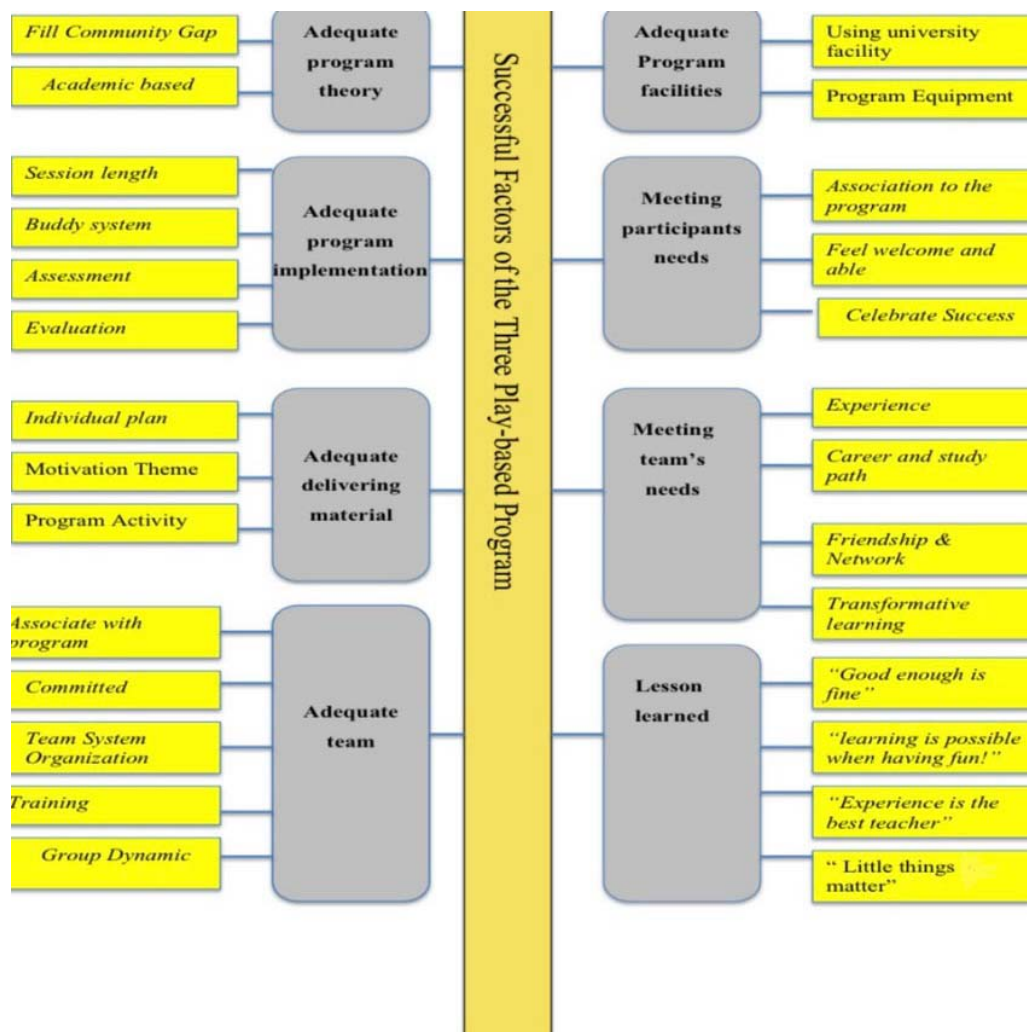 Fill Community Gap
Academic based
Adequate
program
theory
Session length
Buddy system
Assessment
Evaluation
Adequate
program
implementation
Individual plan
Motivation Theme
Program Activity
Adequate
delivering
material
Associate with
program
Committed
Team System
Organization
Training
Group Dynamic
Adequate
team
Successful Factors of the Three Play-based Program
Adequate
Program
facilities
Using university
facility
Program Equipment
Meeting
participants
needs
Association to the
program
Feel welcome and
able
Celebrate Success
Meeting
team’s
needs
Experience
Career and study
path
Friendship &
Network
Transformative
learning
Lesson
learned
“Good enough is
fine”
“learning is possible
when having fun!”
“Experience is the
best teacher”
“ Little things
matter”